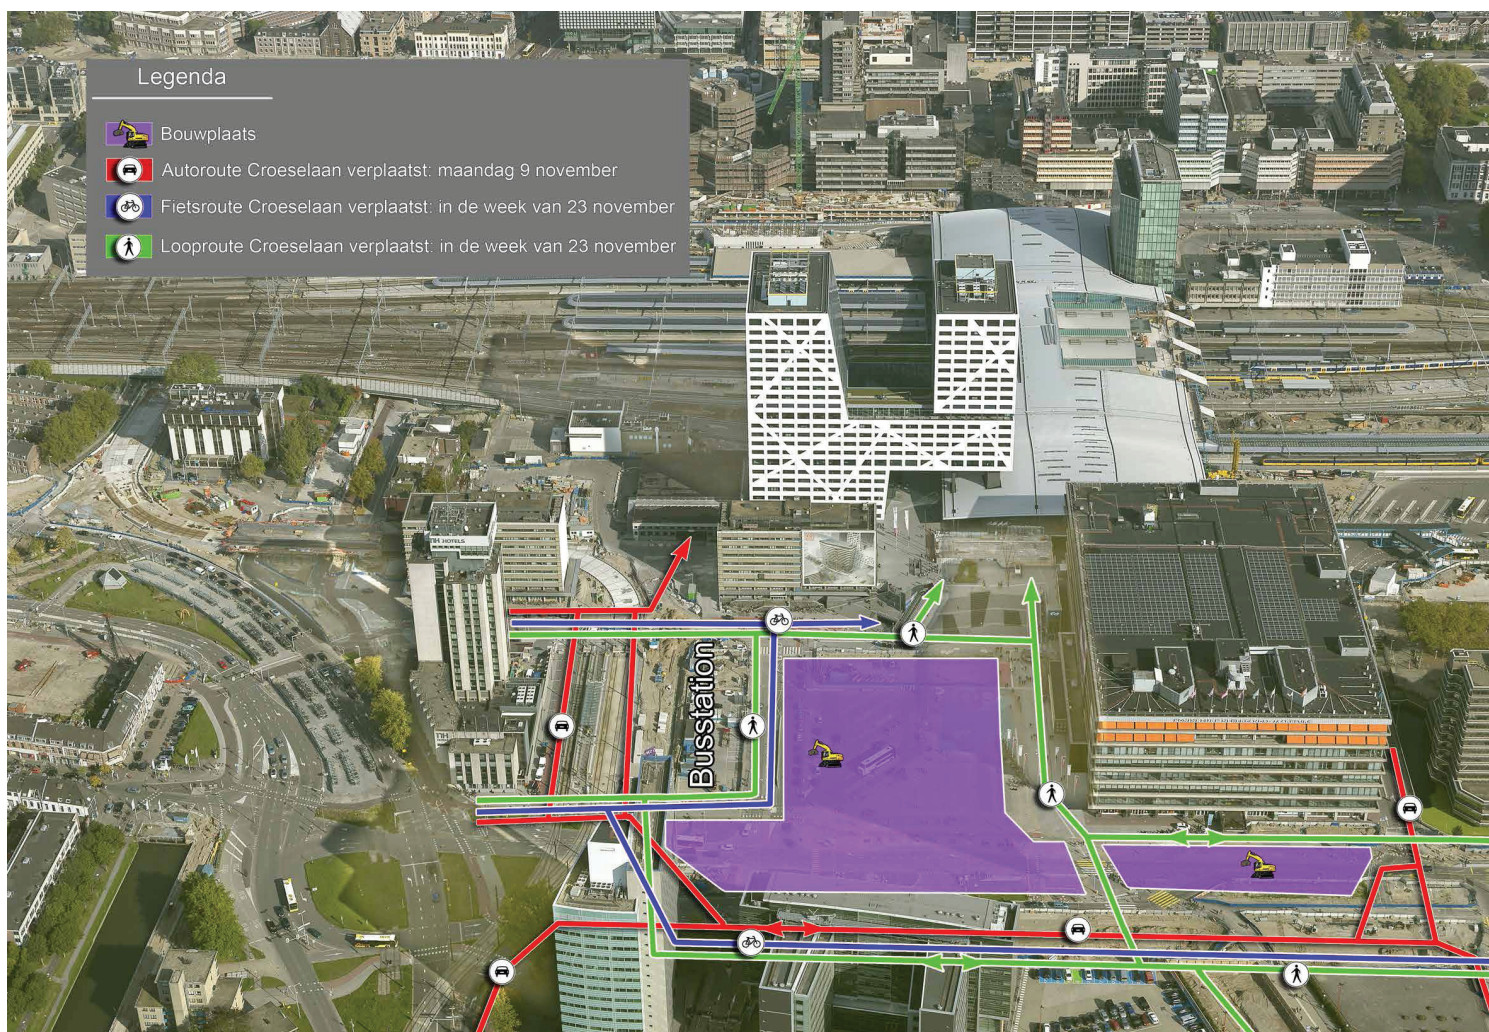 Legenda
Bouwplaats
Autoroute Croeselaan verplaatst: maandag 9 november
Fietsroute Croeselaan verplaatst: in de week van 23 november
Looproute Croeselaan verplaatst: in de week van 23 november
NH HOTELS
Busstation
NH